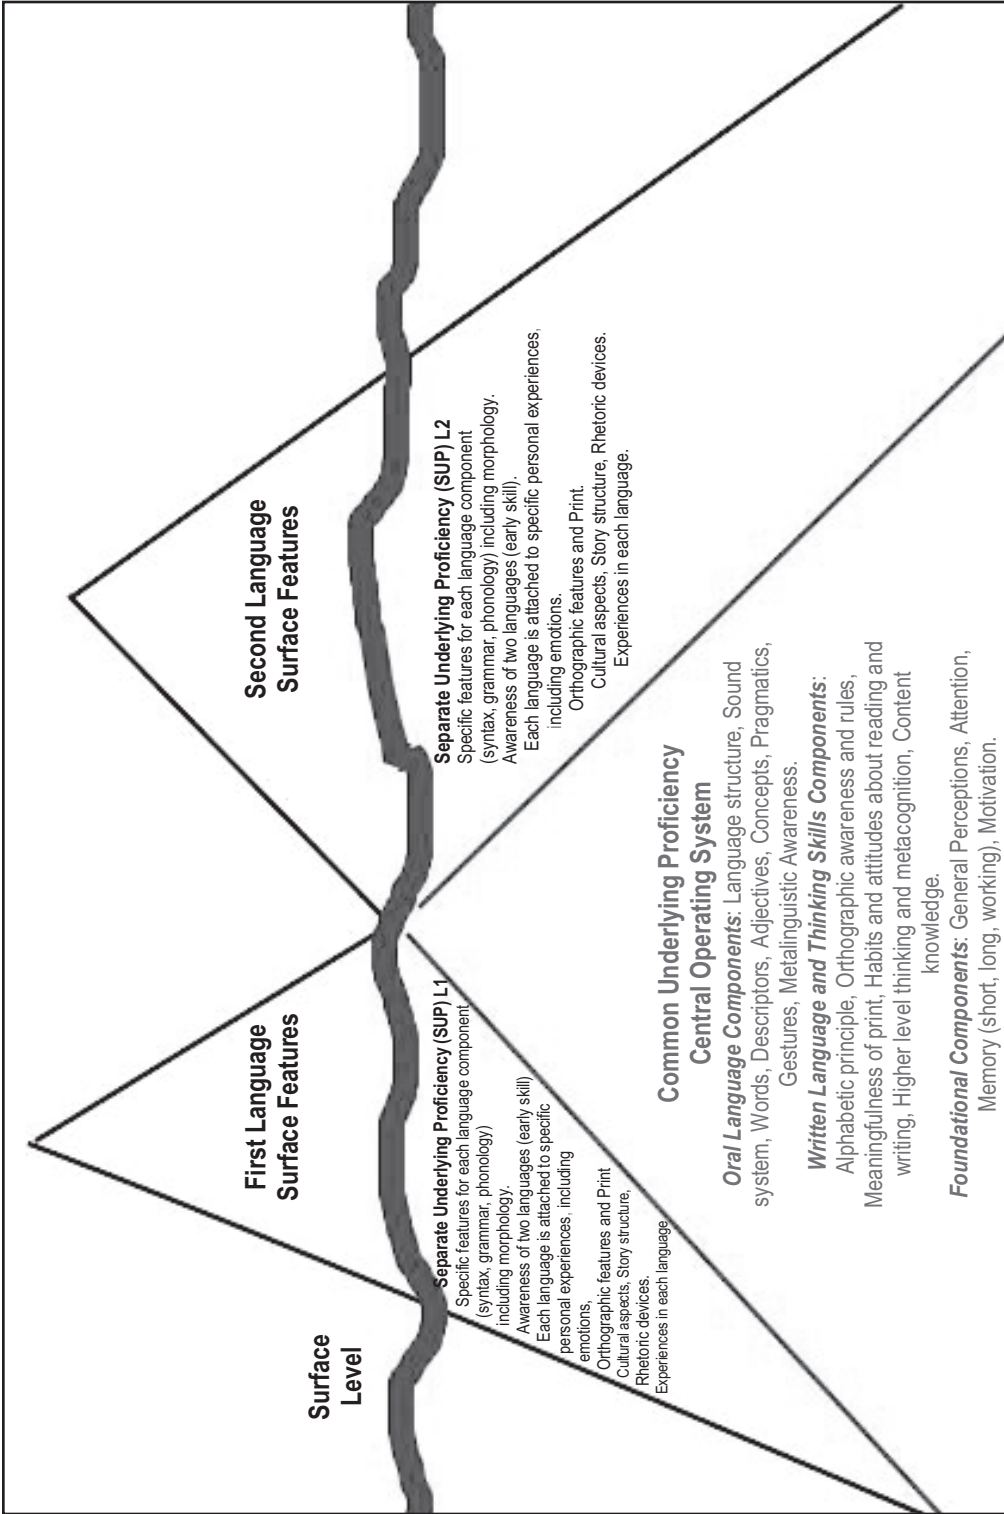 Surface
Level
First Language
Surface Features
Second Language
Surface Features
Separate Underlying Proficiency (SUP) L1
Specific features for each language component
(syntax, grammar, phonology)
including morphology.
Awareness of two languages (early skill)
Each language is attached to specific
personal experiences, including
emotions,
Orthographic features and Print
Cultural aspects, Story structure,
Rhetoric devices.
Experiences in each language
Separate Underlying Proficiency (SUP) L2
Specific features for each language component
(syntax, grammar, phonology) including morphology.
Awareness of two languages (early skill).
Each language is attached to specific personal experiences,
including emotions.
Orthographic features and Print.
Cultural aspects, Story structure, Rhetoric devices.
Experiences in each language.
Common Underlying Proficiency
Central Operating System
Oral Language Components: Language structure, Sound
system, Words, Descriptors, Adjectives, Concepts, Pragmatics,
Gestures, Metalinguistic Awareness.
Written Language and Thinking Skills Components:
Alphabetic principle, Orthographic awareness and rules,
Meaningfulness of print, Habits and attitudes about reading and
writing, Higher level thinking and metacognition, Content
knowledge.
Foundational Components: General Perceptions, Attention,
Memory (short, long, working), Motivation.